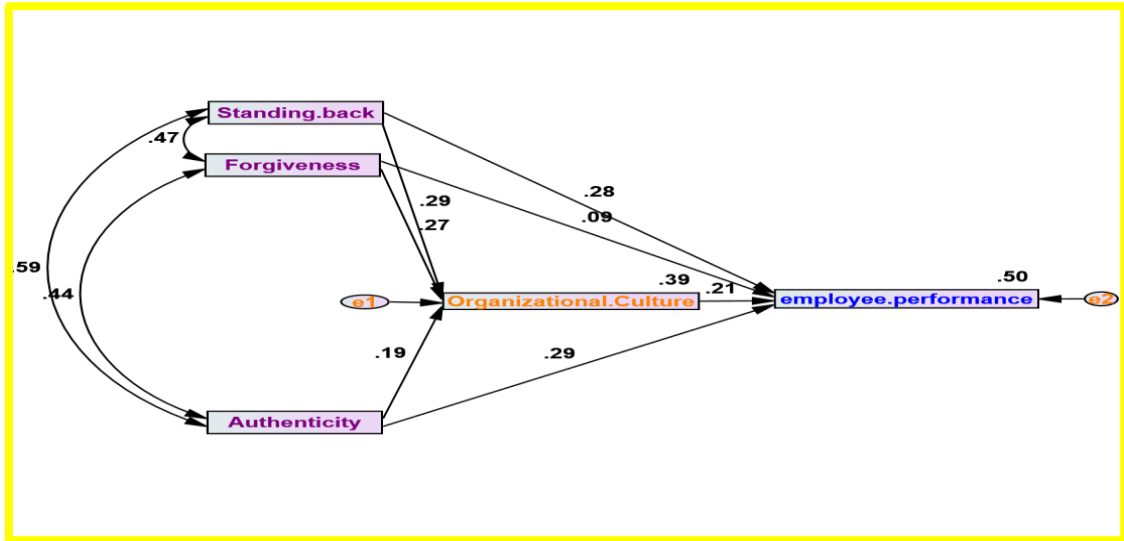 Standing.back
.47
Forgiveness
.28
.29
.09
.27
.59
.44
.39
.50
e1
Organizational.Culture
.21
employee.performance
e2
.19
.29
Authenticity